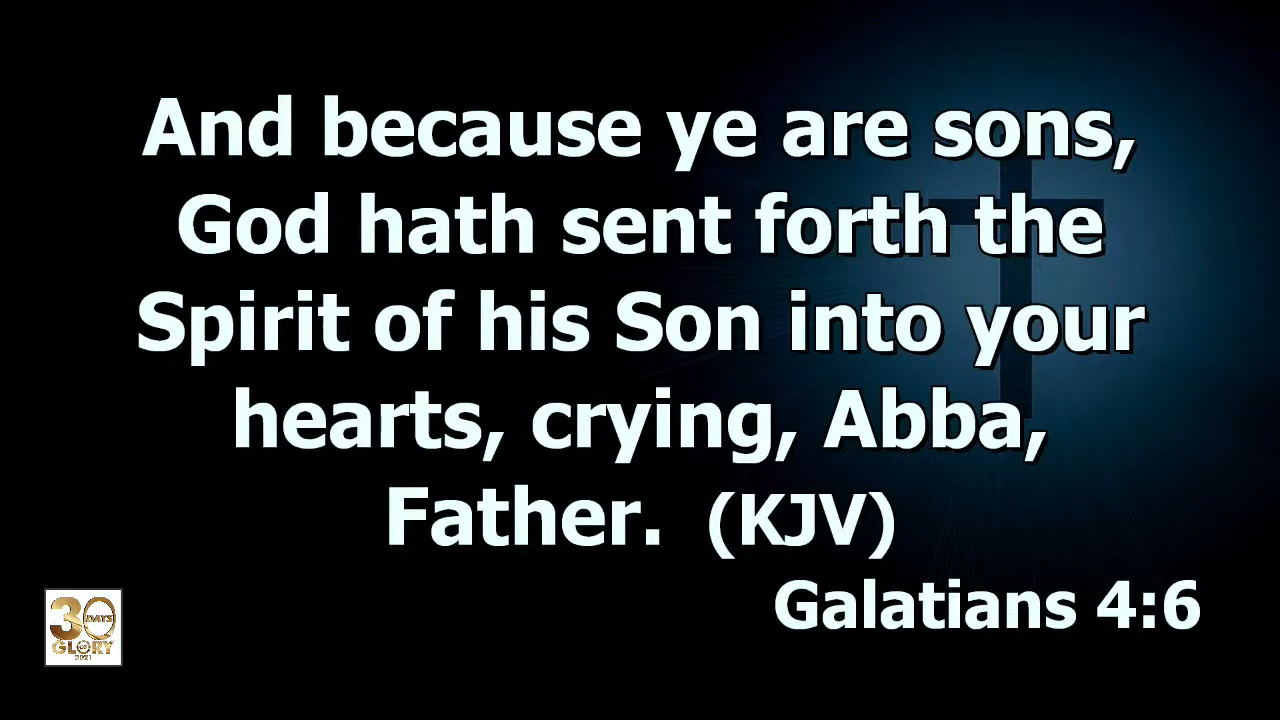 And because ye are sons,
God hath sent forth the
Spirit of his Son into your
hearts, crying, Abba,
Father. (KJV)
Galatians 4:6
30
DAYS
OF
GLORY
2021